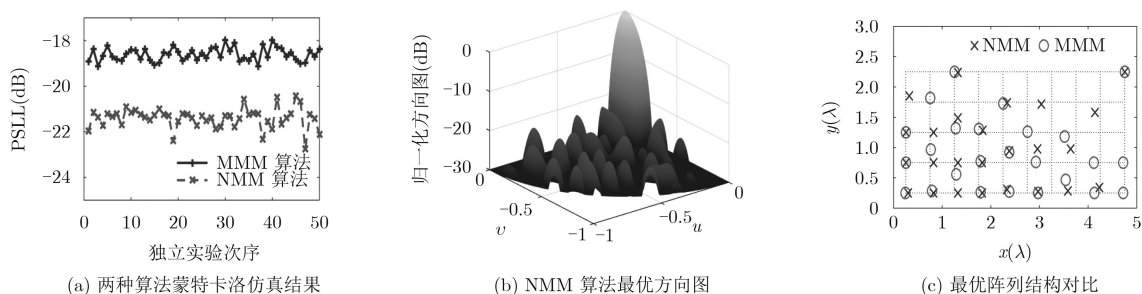 PSLL(dB)
−18
−20
−22
−24
0 10 20 30 40 50
MMM 算法
NMM 算法
独立实验次序
(a) 两种算法蒙特卡洛仿真结果
归一化方向图(dB)
0
−10
−20
−30
0
−0.5
−1
−1
−0.5
0
υ
u
(b) NMM 算法最优方向图
y(λ)
3.0
2.5
2.0
1.5
1.0
0.5
0
0 1 2 3 4 5
NMM MMM
x(λ)
(c) 最优阵列结构对比